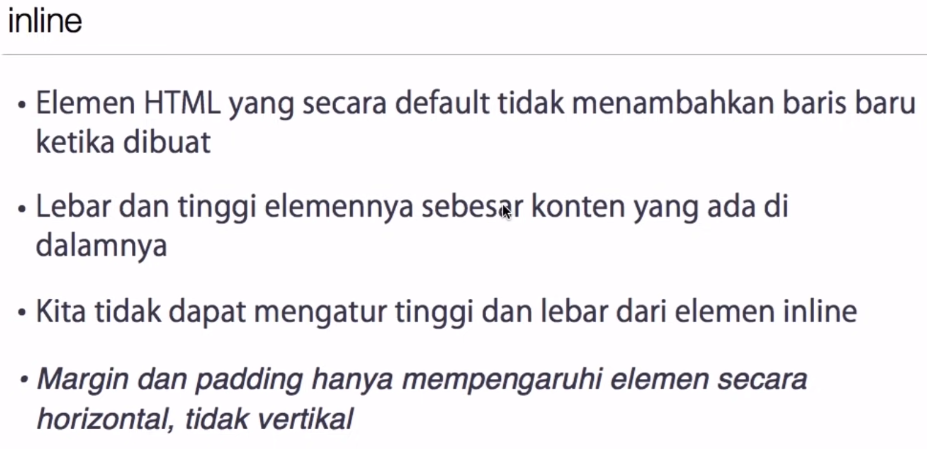 inline
• Elemen HTML yang secara default tidak menambahkan baris baru
ketika dibuat
• Lebar dan tinggi elemennya sebesar konten yang ada di
dalamnya
• Kita tidak dapat mengatur tinggi dan lebar dari elemen inline
• Margin dan padding hanya mempengaruhi elemen secara
horizontal, tidak vertikal